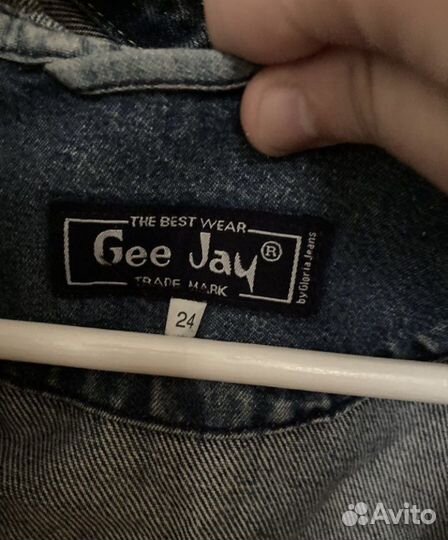 THE BEST WEAR
Gee Jay ®
TRADE MARK
by Gloria Jeans
24
Avito